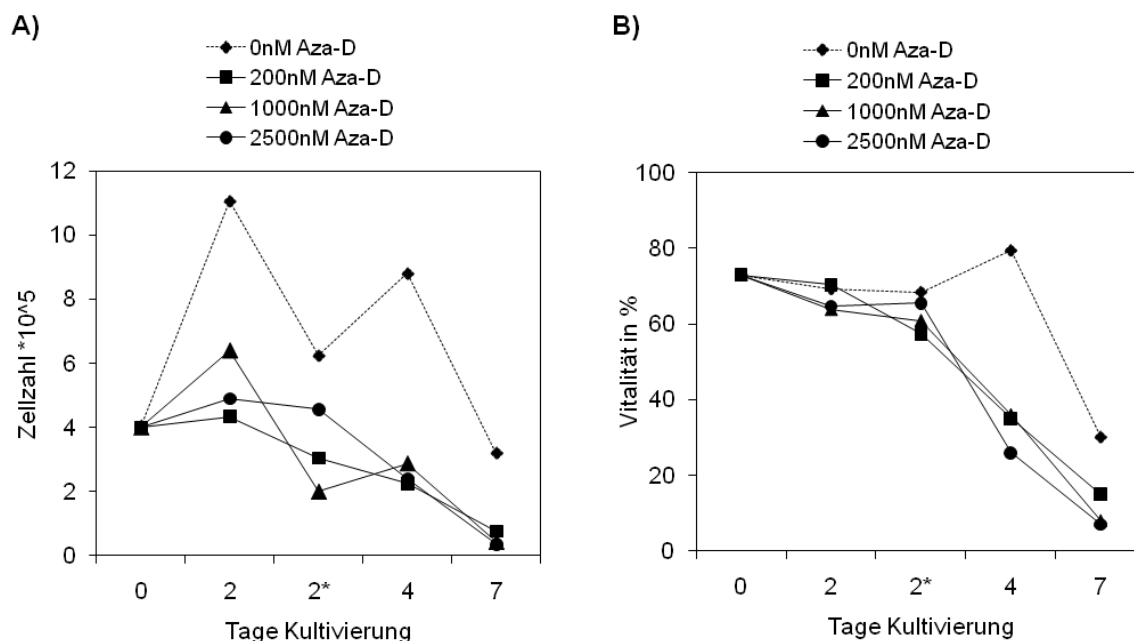 A)
0nM Aza-D
200nM Aza-D
1000nM Aza-D
2500nM Aza-D
12
10
8
6
4
2
0
Zellzahl *10^5
0 2 2* 4 7
Tage Kultivierung
B)
0nM Aza-D
200nM Aza-D
1000nM Aza-D
2500nM Aza-D
100
80
60
40
20
0
Vitalität in %
0 2 2* 4 7
Tage Kultivierung